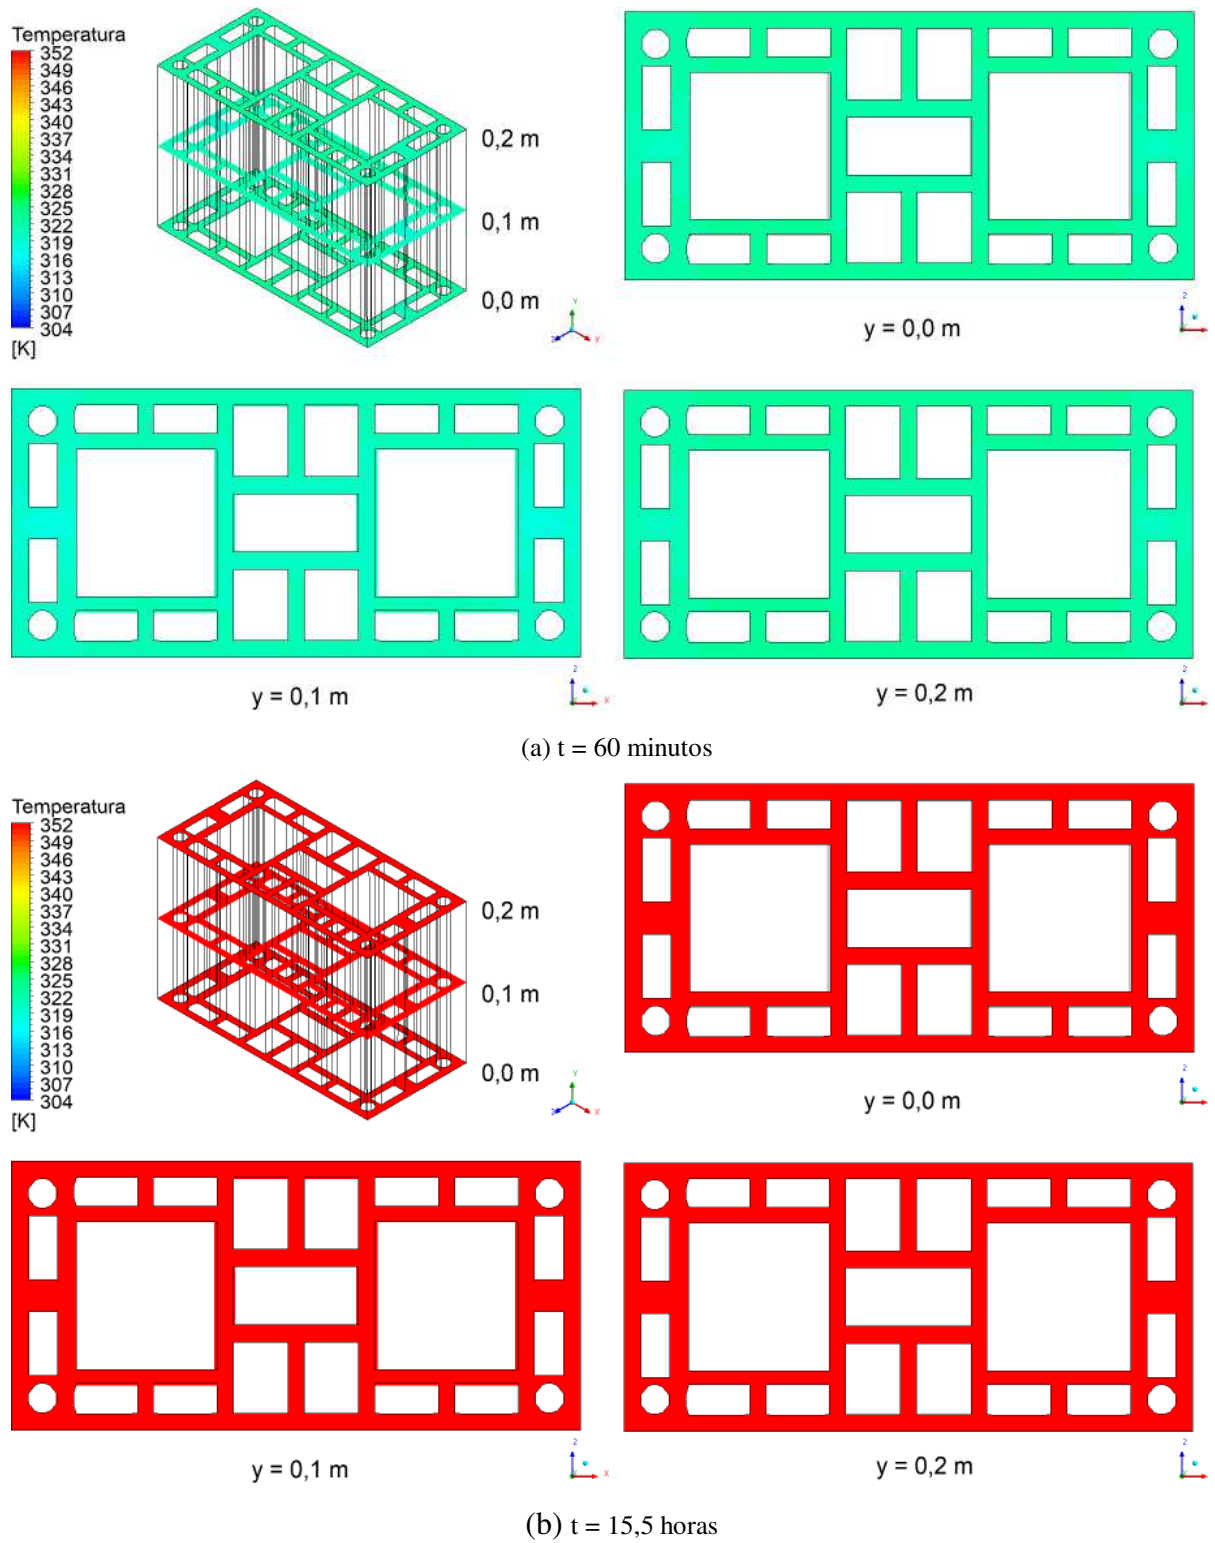 Temperatura
352
349
346
343
340
337
334
331
328
325
322
319
316
313
310
307
304
[K]
0,2 m
0,1 m
0,0 m
Y
Z
X
y = 0,0 m
Z
y = 0,1 m
Z
X
y = 0,2 m
Z
(a) t = 60 minutos
Temperatura
352
349
346
343
340
337
334
331
328
325
322
319
316
313
310
307
304
[K]
0,2 m
0,1 m
0,0 m
Y
Z
X
y = 0,0 m
Z
y = 0,1 m
Z
X
y = 0,2 m
Z
(b) t = 15,5 horas